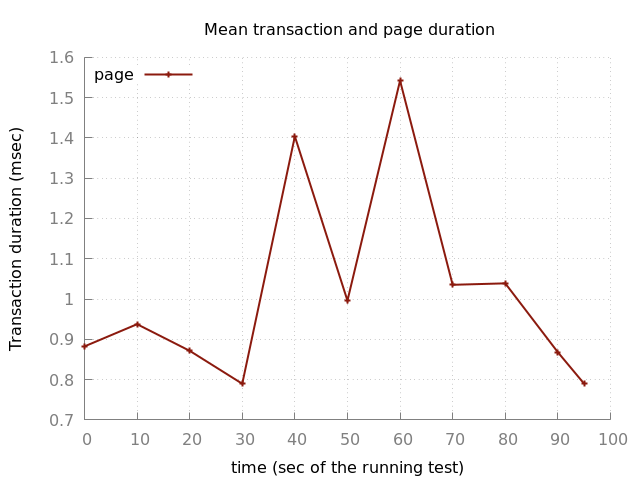 Mean transaction and page duration
1.6
page
1.5
1.4
1.3
1.2
1.1
1
0.9
0.8
0.7
Transaction duration (msec)
0 10 20 30 40 50 60 70 80 90 100
time (sec of the running test)